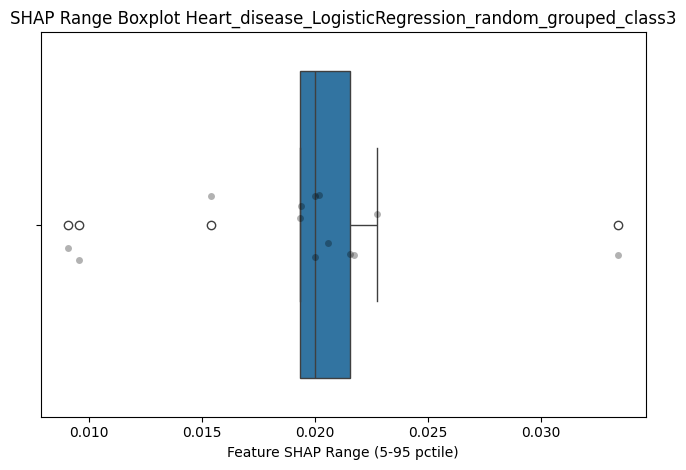 SHAP Range Boxplot Heart_disease_LogisticRegression_random_grouped_class3
0.010 0.015 0.020 0.025 0.030
Feature SHAP Range (5-95 pctile)